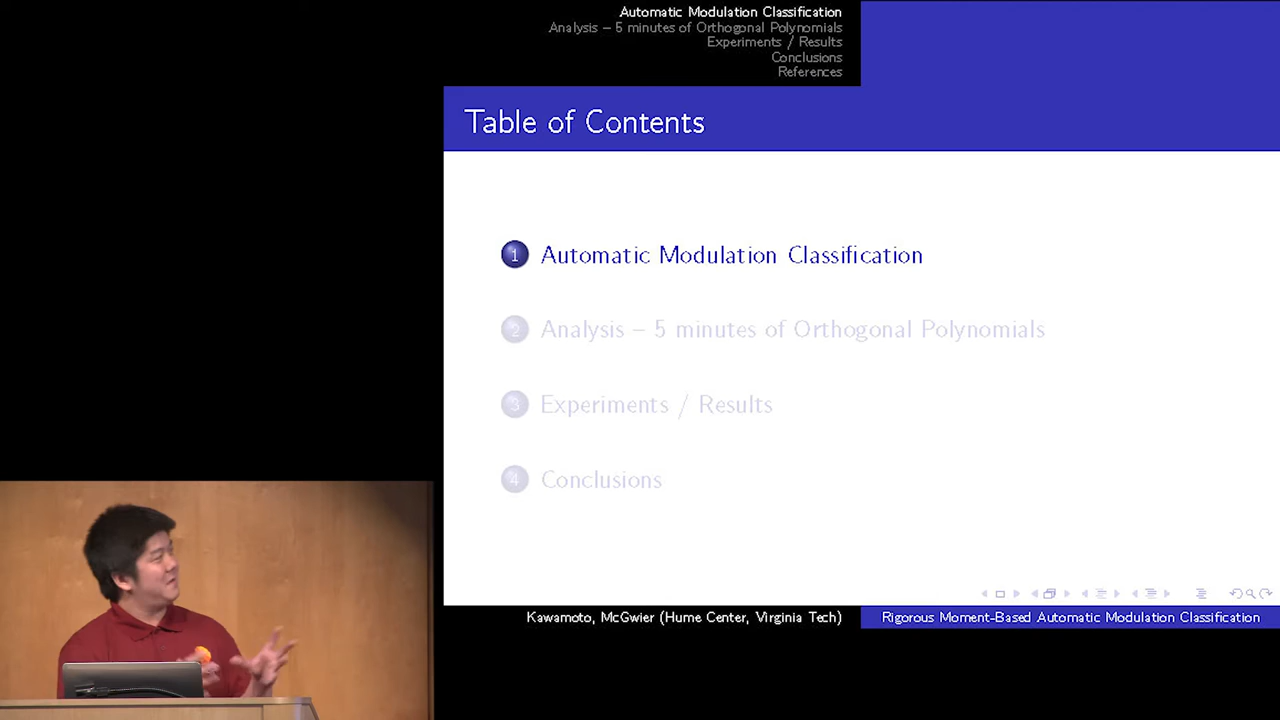 Automatic Modulation Classification
Analysis – 5 minutes of Orthogonal Polynomials
Experiments / Results
Conclusions
References
Table of Contents
1 Automatic Modulation Classification
2 Analysis – 5 minutes of Orthogonal Polynomials
3 Experiments / Results
4 Conclusions
Kawamoto, McGwier (Hume Center, Virginia Tech)
Rigorous Moment-Based Automatic Modulation Classification